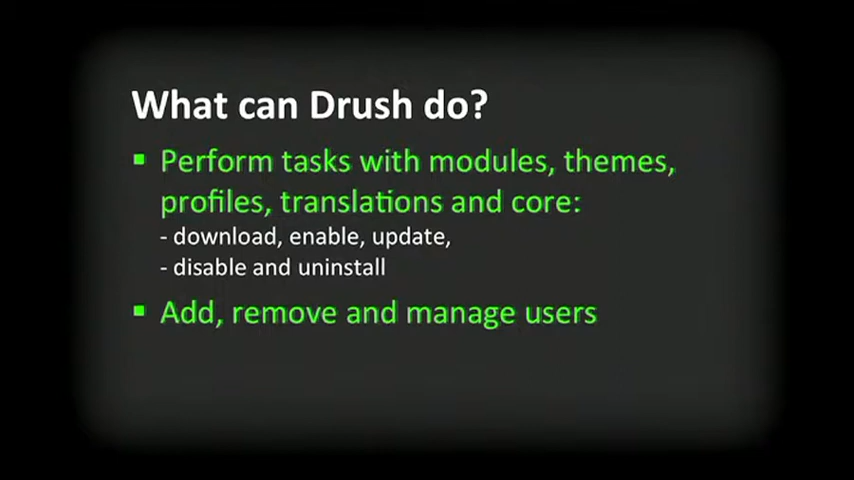 What can Drush do?
▪ Perform tasks with modules, themes,
profiles, translations and core:
- download, enable, update,
- disable and uninstall
▪ Add, remove and manage users